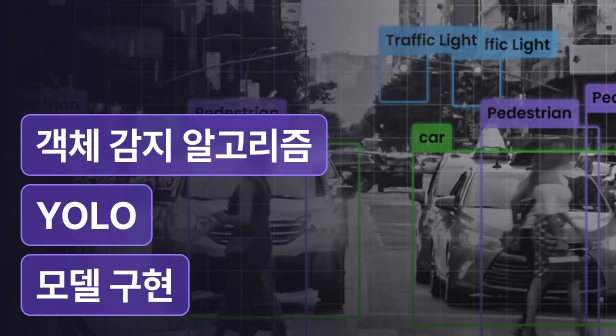 Traffic Light
ffic Light
Pedestrian
Pedestrian
Ped
car
객체 감지 알고리즘
YOLO
모델 구현